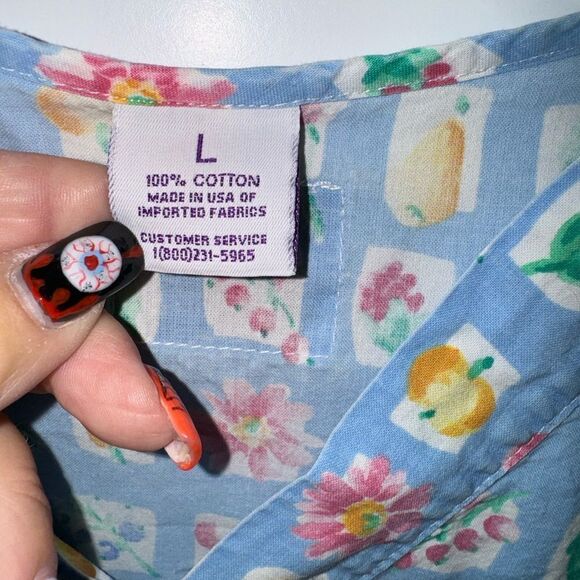 L
100% COTTON
MADE IN USA OF
IMPORTED FABRICS
CUSTOMER SERVICE
1(800)231-5965